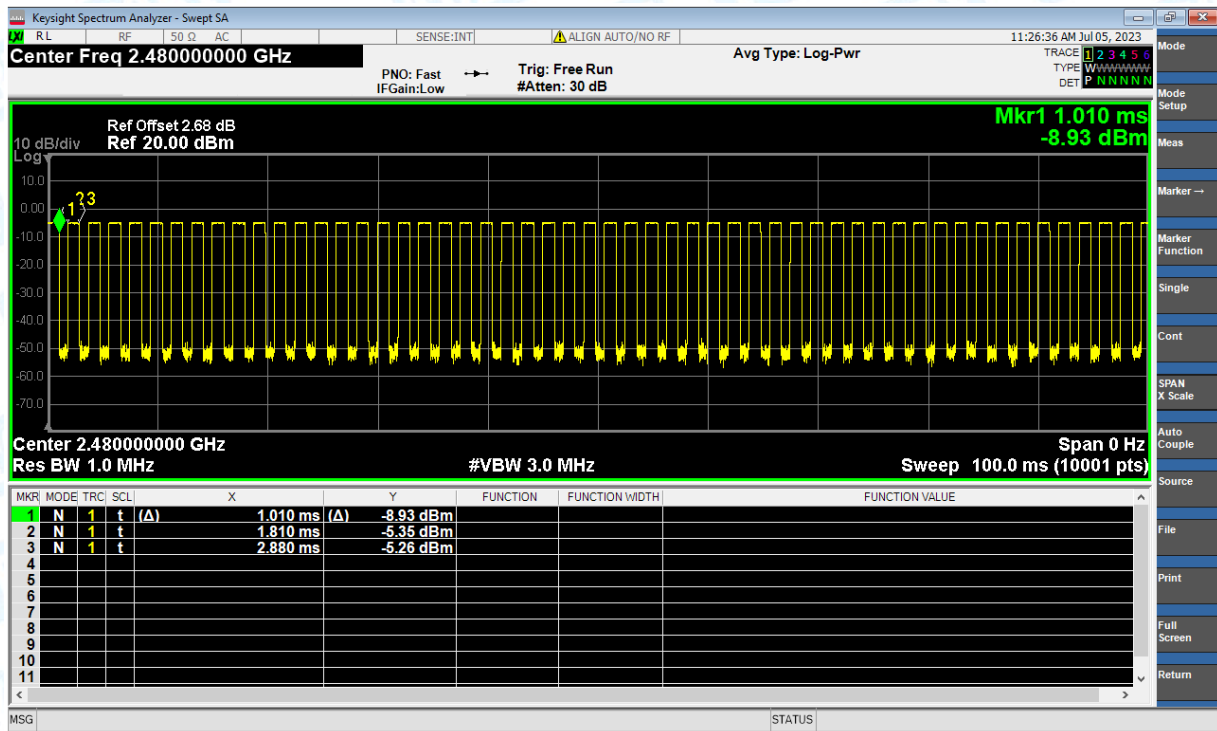 Keysight Spectrum Analyzer - Swept SA
LXI RL RF 50 Ω AC SENSE:INT ALIGN AUTO/NO RF 11:26:36 AM Jul 05, 2023
Center Freq 2.480000000 GHz
Avg Type: Log-Pwr
TRACE 1 2 3 4 5 6
TYPE WWWWWW
DET P N N N N N
PNO: Fast Trig: Free Run
IFGain:Low #Atten: 30 dB
Mkr1 1.010 ms
-8.93 dBm
Ref Offset 2.68 dB
10 dB/div Ref 20.00 dBm
Log
10.0
0.00
-10.0
-20.0
-30.0
-40.0
-50.0
-60.0
-70.0
1 3
Center 2.480000000 GHz Span 0 Hz
Res BW 1.0 MHz #VBW 3.0 MHz Sweep 100.0 ms (10001 pts)
MKR MODE TRC SCL X Y FUNCTION FUNCTION WIDTH FUNCTION VALUE
1 N 1 t (Δ) 1.010 ms (Δ) -8.93 dBm
2 N 1 t 1.810 ms -5.35 dBm
3 N 1 t 2.880 ms -5.26 dBm
4
5
6
7
8
9
10
11
MSG STATUS
Mode
Mode
Setup
Meas
Marker →
Marker
Function
Single
Cont
SPAN
X Scale
Auto
Couple
Source
File
Print
Full
Screen
Return